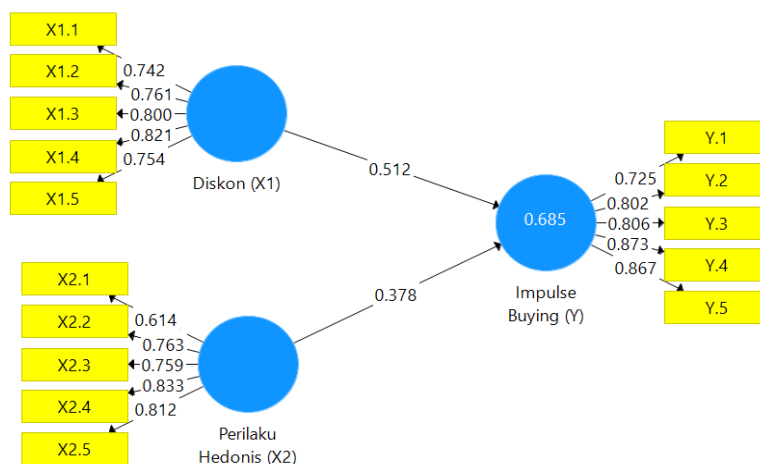 X1.1
X1.2
X1.3
X1.4
X1.5
0.742
0.761
0.800
0.821
0.754
Diskon (X1)
0.512
X2.1
X2.2
X2.3
X2.4
X2.5
0.614
0.763
0.759
0.833
0.812
Perilaku
Hedonis (X2)
0.378
0.685
Impulse
Buying (Y)
0.725
0.802
0.806
0.873
0.867
Y.1
Y.2
Y.3
Y.4
Y.5